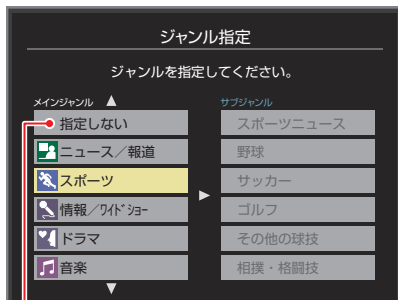 ジャンル指定
ジャンルを指定してください。
メインジャンル
指定しない
ニュース／報道
スポーツ
情報／ワイドショー
ドラマ
音楽
サブジャンル
スポーツニュース
野球
サッカー
ゴルフ
その他の球技
相撲・格闘技